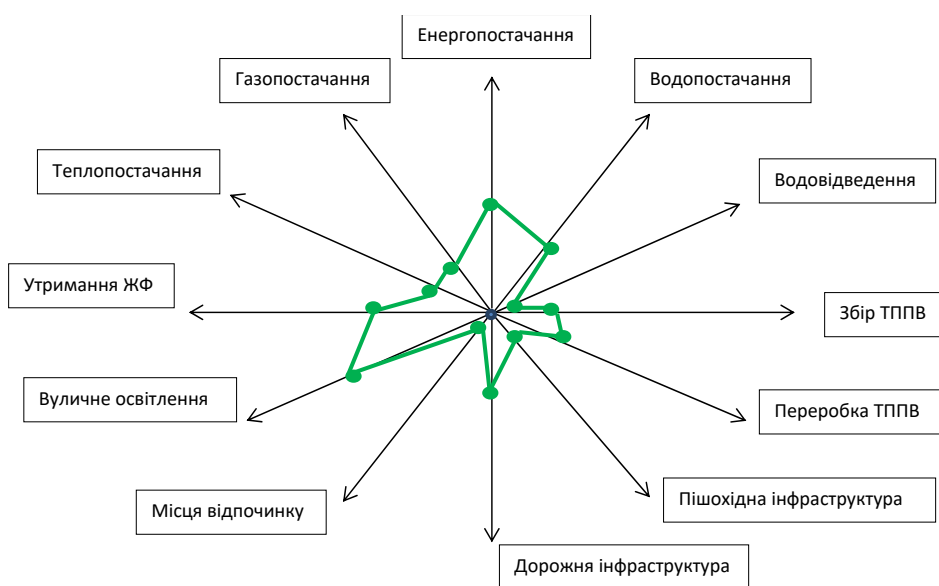 Енергопостачання
Газопостачання
Водопостачання
Теплопостачання
Водовідведення
Утримання ЖФ
Збір ТППВ
Вуличне освітлення
Переробка ТППВ
Місця відпочинку
Пішохідна інфраструктура
Дорожня інфраструктура